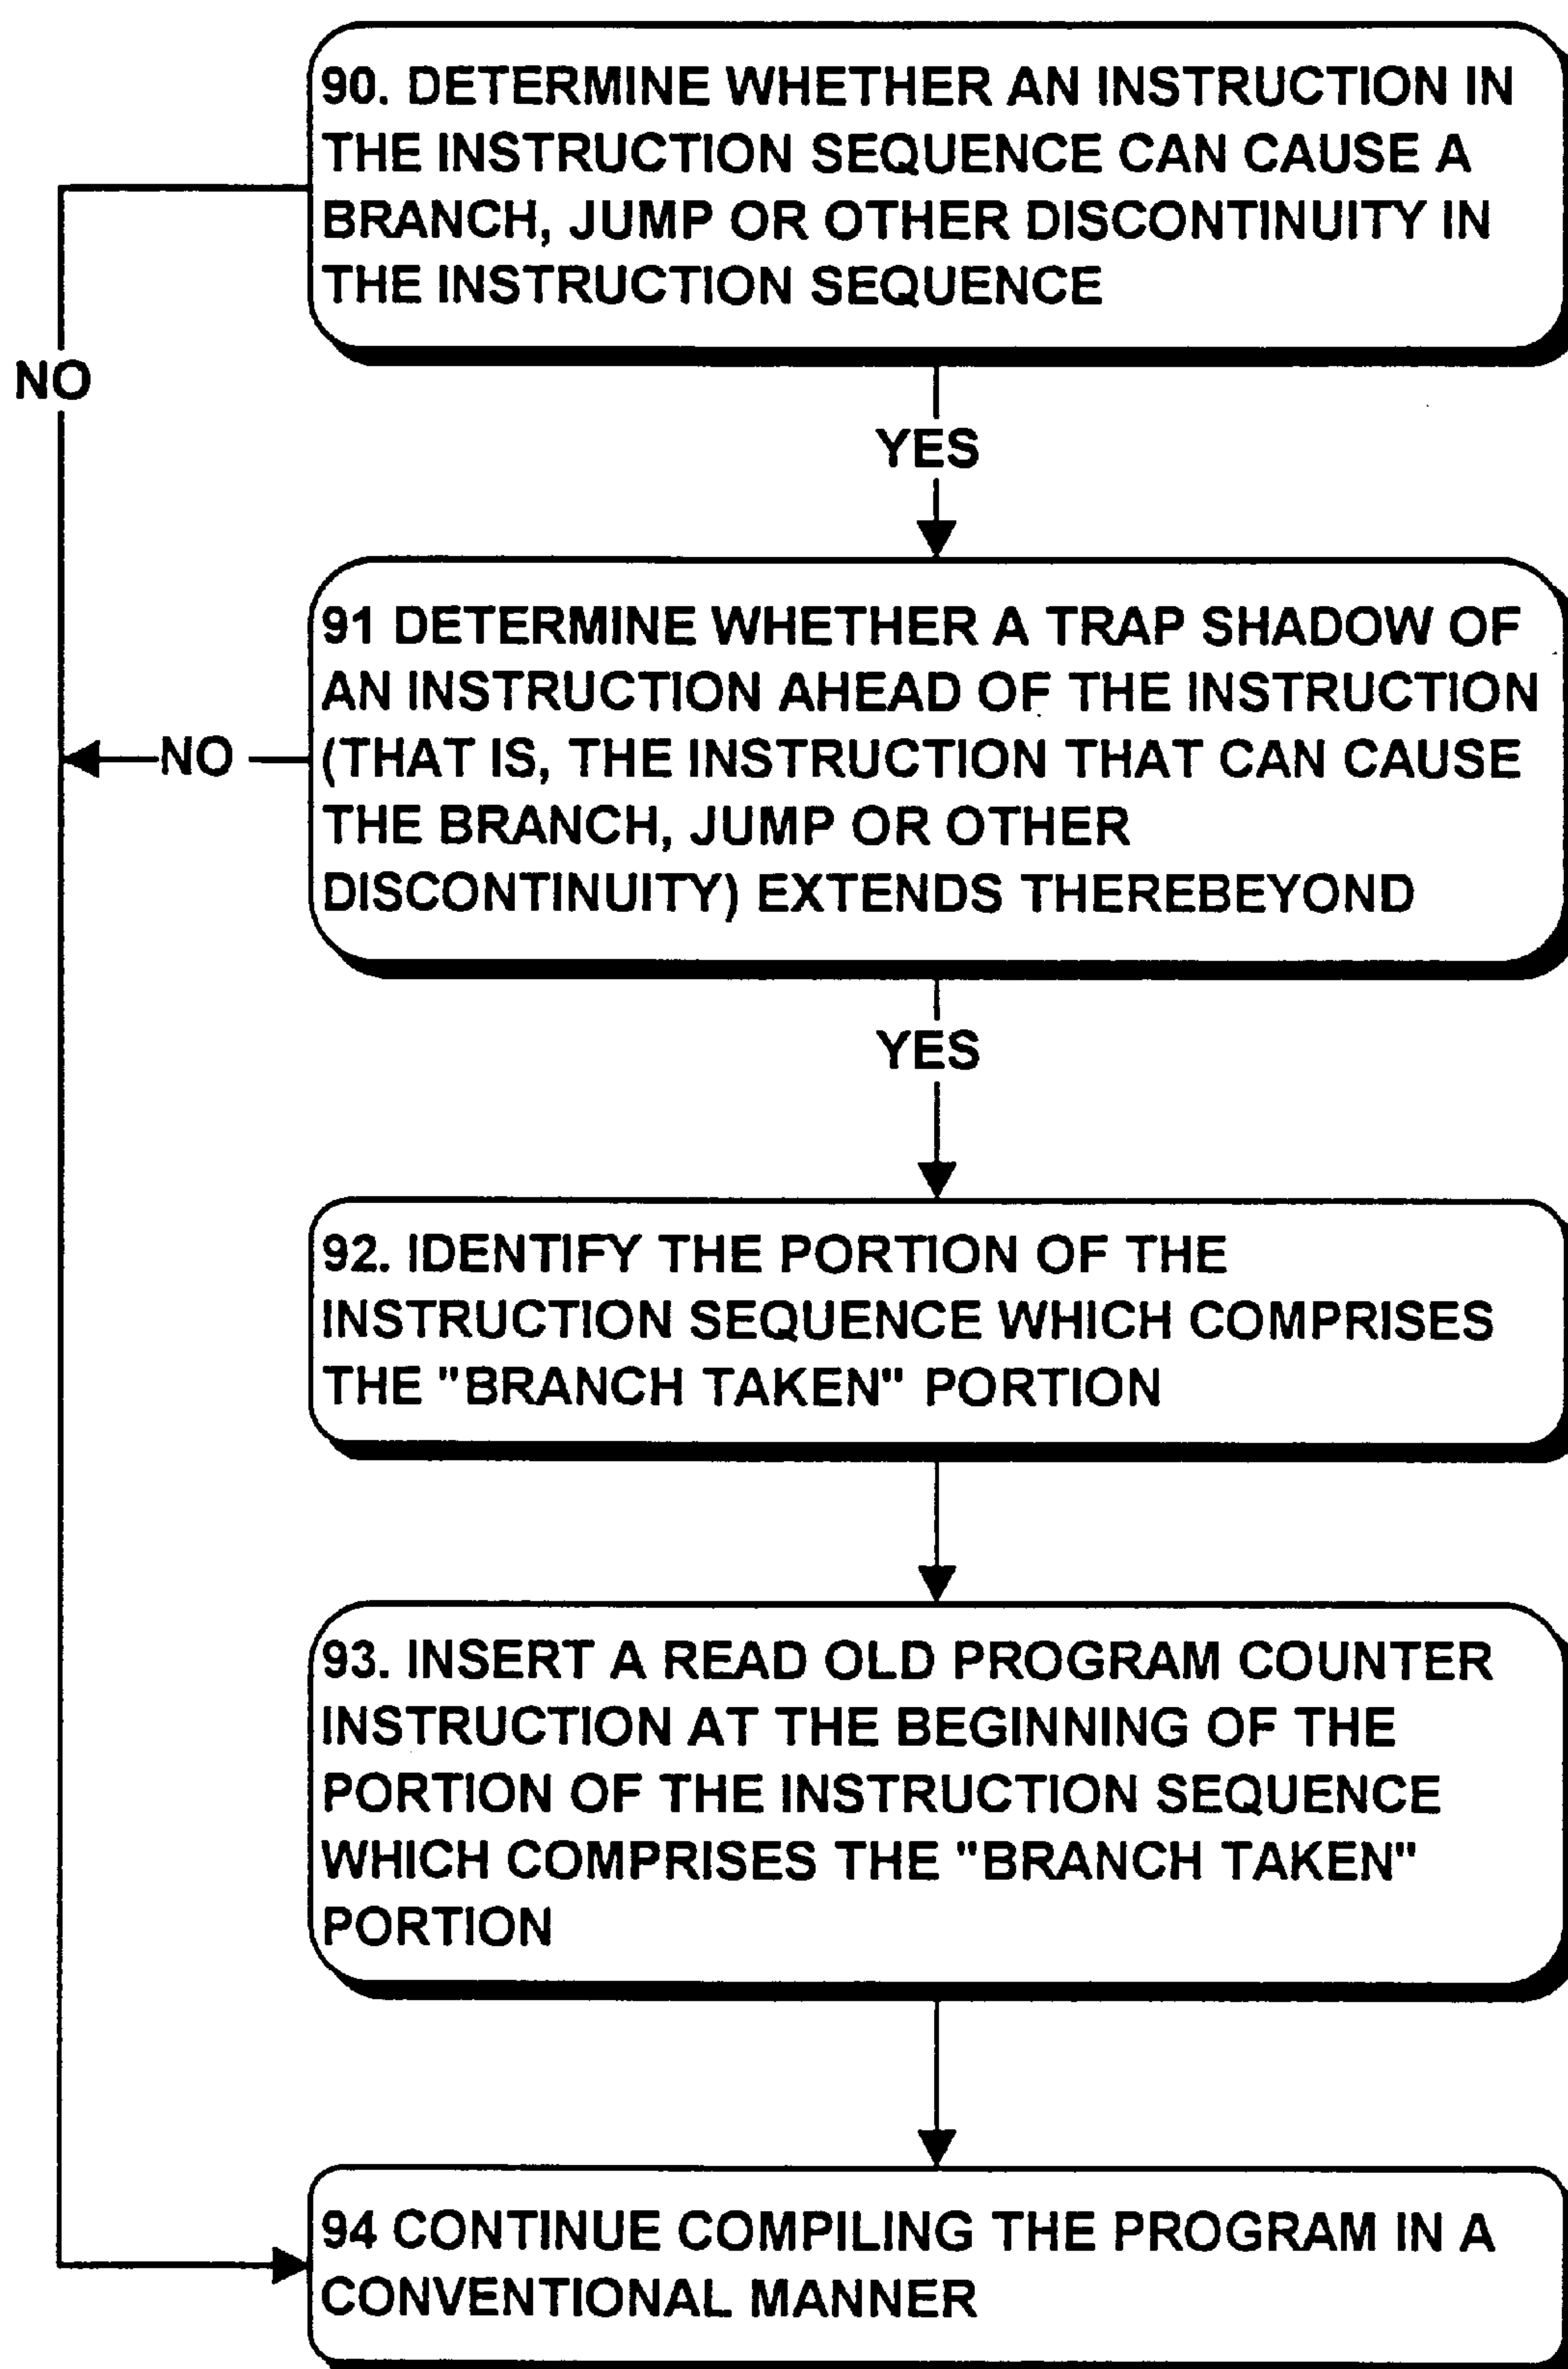 90. DETERMINE WHETHER AN INSTRUCTION IN
THE INSTRUCTION SEQUENCE CAN CAUSE A
BRANCH, JUMP OR OTHER DISCONTINUITY IN
THE INSTRUCTION SEQUENCE
NO
YES
91 DETERMINE WHETHER A TRAP SHADOW OF
AN INSTRUCTION AHEAD OF THE INSTRUCTION
(THAT IS, THE INSTRUCTION THAT CAN CAUSE
THE BRANCH, JUMP OR OTHER
DISCONTINUITY) EXTENDS THEREBEYOND
NO
YES
92. IDENTIFY THE PORTION OF THE
INSTRUCTION SEQUENCE WHICH COMPRISES
THE "BRANCH TAKEN" PORTION
93. INSERT A READ OLD PROGRAM COUNTER
INSTRUCTION AT THE BEGINNING OF THE
PORTION OF THE INSTRUCTION SEQUENCE
WHICH COMPRISES THE "BRANCH TAKEN"
PORTION
94 CONTINUE COMPILING THE PROGRAM IN A
CONVENTIONAL MANNER